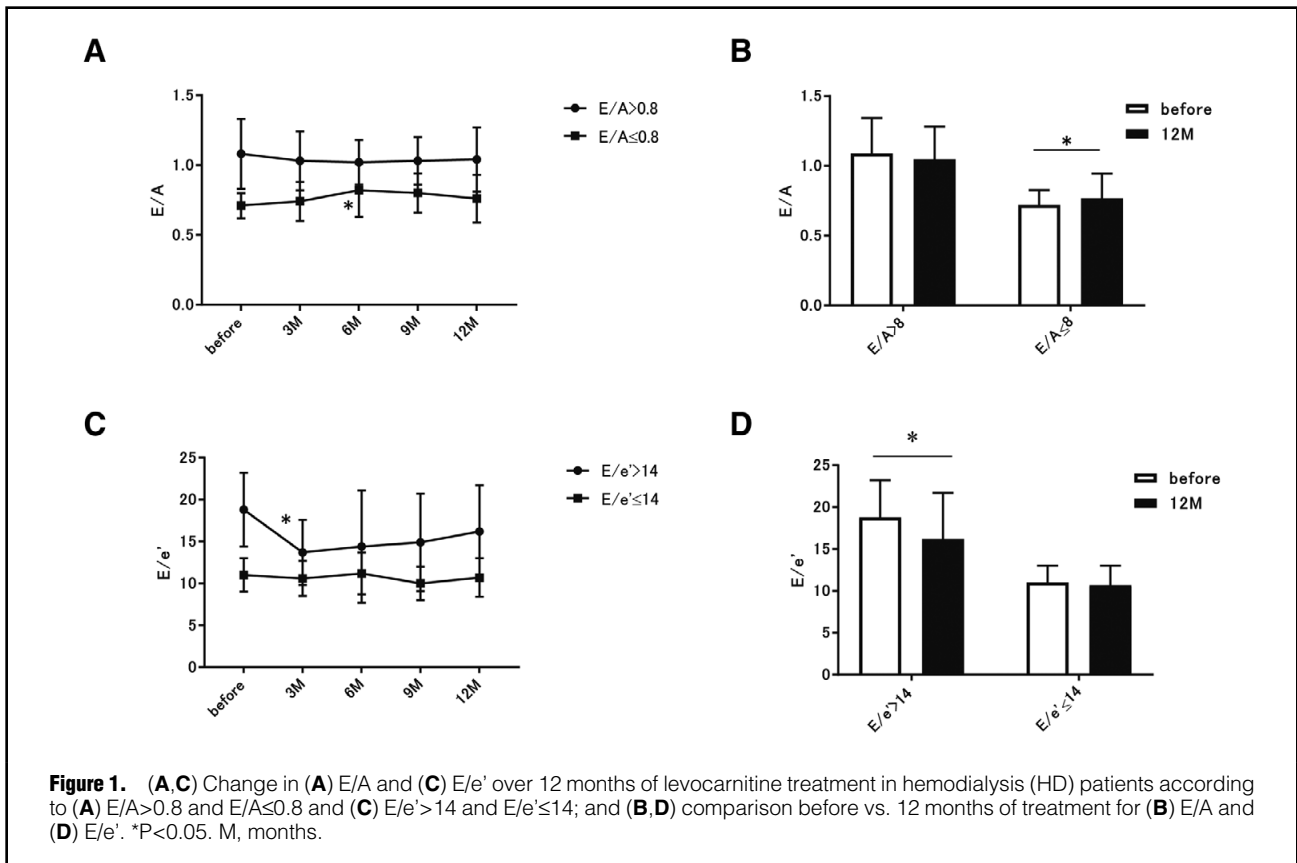 A
1.5
1.0
0.5
0.0
E/A
before
3M
6M
9M
12M
*
E/A>0.8
E/A≤0.8
B
1.5
1.0
0.5
0.0
E/A
*
E/A>8
E/A≤8
before
12M
C
25
20
15
10
5
0
E/e'
before
3M
6M
9M
12M
*
E/e'>14
E/e'≤14
D
25
20
15
10
5
0
E/e'
*
E/e'>14
E/e'≤14
before
12M
Figure 1. (A,C) Change in (A) E/A and (C) E/e' over 12 months of levocarnitine treatment in hemodialysis (HD) patients according
to (A) E/A>0.8 and E/A≤0.8 and (C) E/e'>14 and E/e'≤14; and (B,D) comparison before vs. 12 months of treatment for (B) E/A and
(D) E/e'. *P<0.05. M, months.